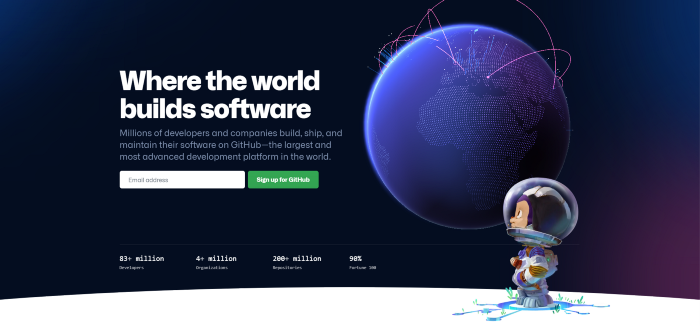 Where the world
builds software
Millions of developers and companies build, ship, and
maintain their software on GitHub—the largest and
most advanced development platform in the world.
Email address
Sign up for GitHub
83+ million
Developers
4+ million
Organizations
200+ million
Repositories
90%
Fortune 100